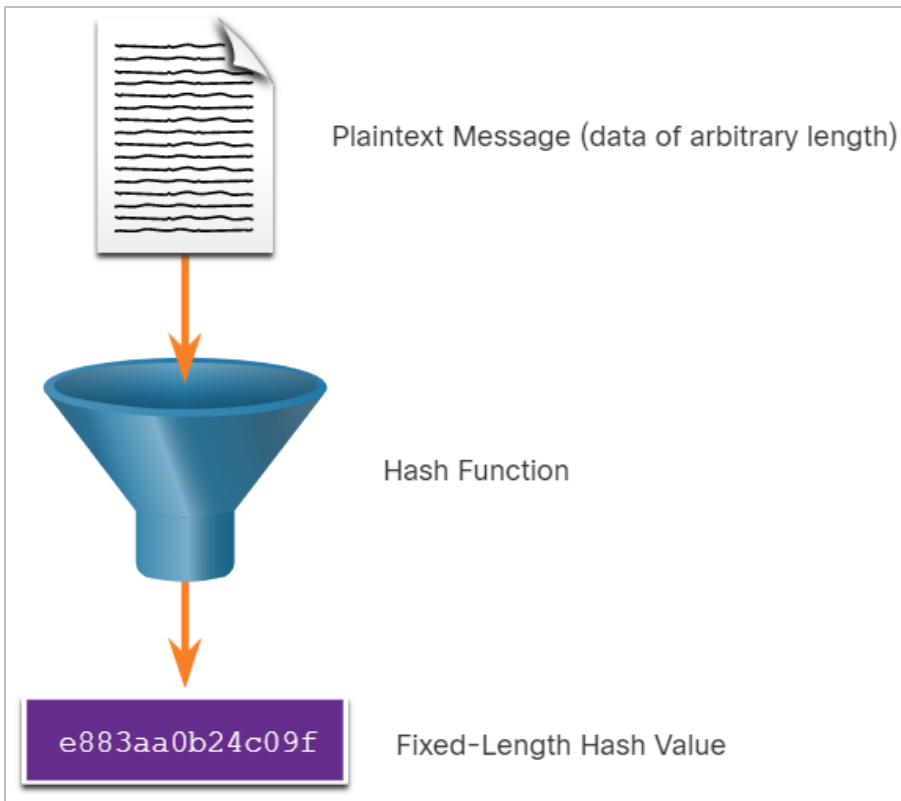 Plaintext Message (data of arbitrary length)
Hash Function
e883aa0b24c09f
Fixed-Length Hash Value